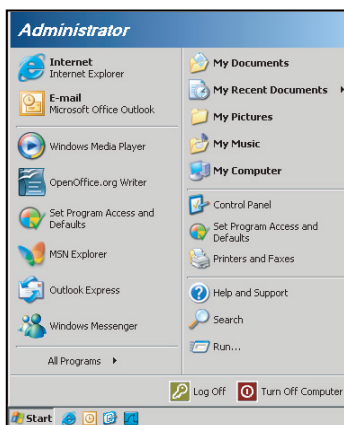 Administrator
Internet
Internet Explorer
E-mail
Microsoft Office Outlook
Windows Media Player
OpenOffice.org Writer
Set Program Access and
Defaults
MSN Explorer
Outlook Express
Windows Messenger
All Programs
My Documents
My Recent Documents
My Pictures
My Music
My Computer
Control Panel
Set Program Access and
Defaults
Printers and Faxes
Help and Support
Search
Run...
Log Off
Turn Off Computer
Start